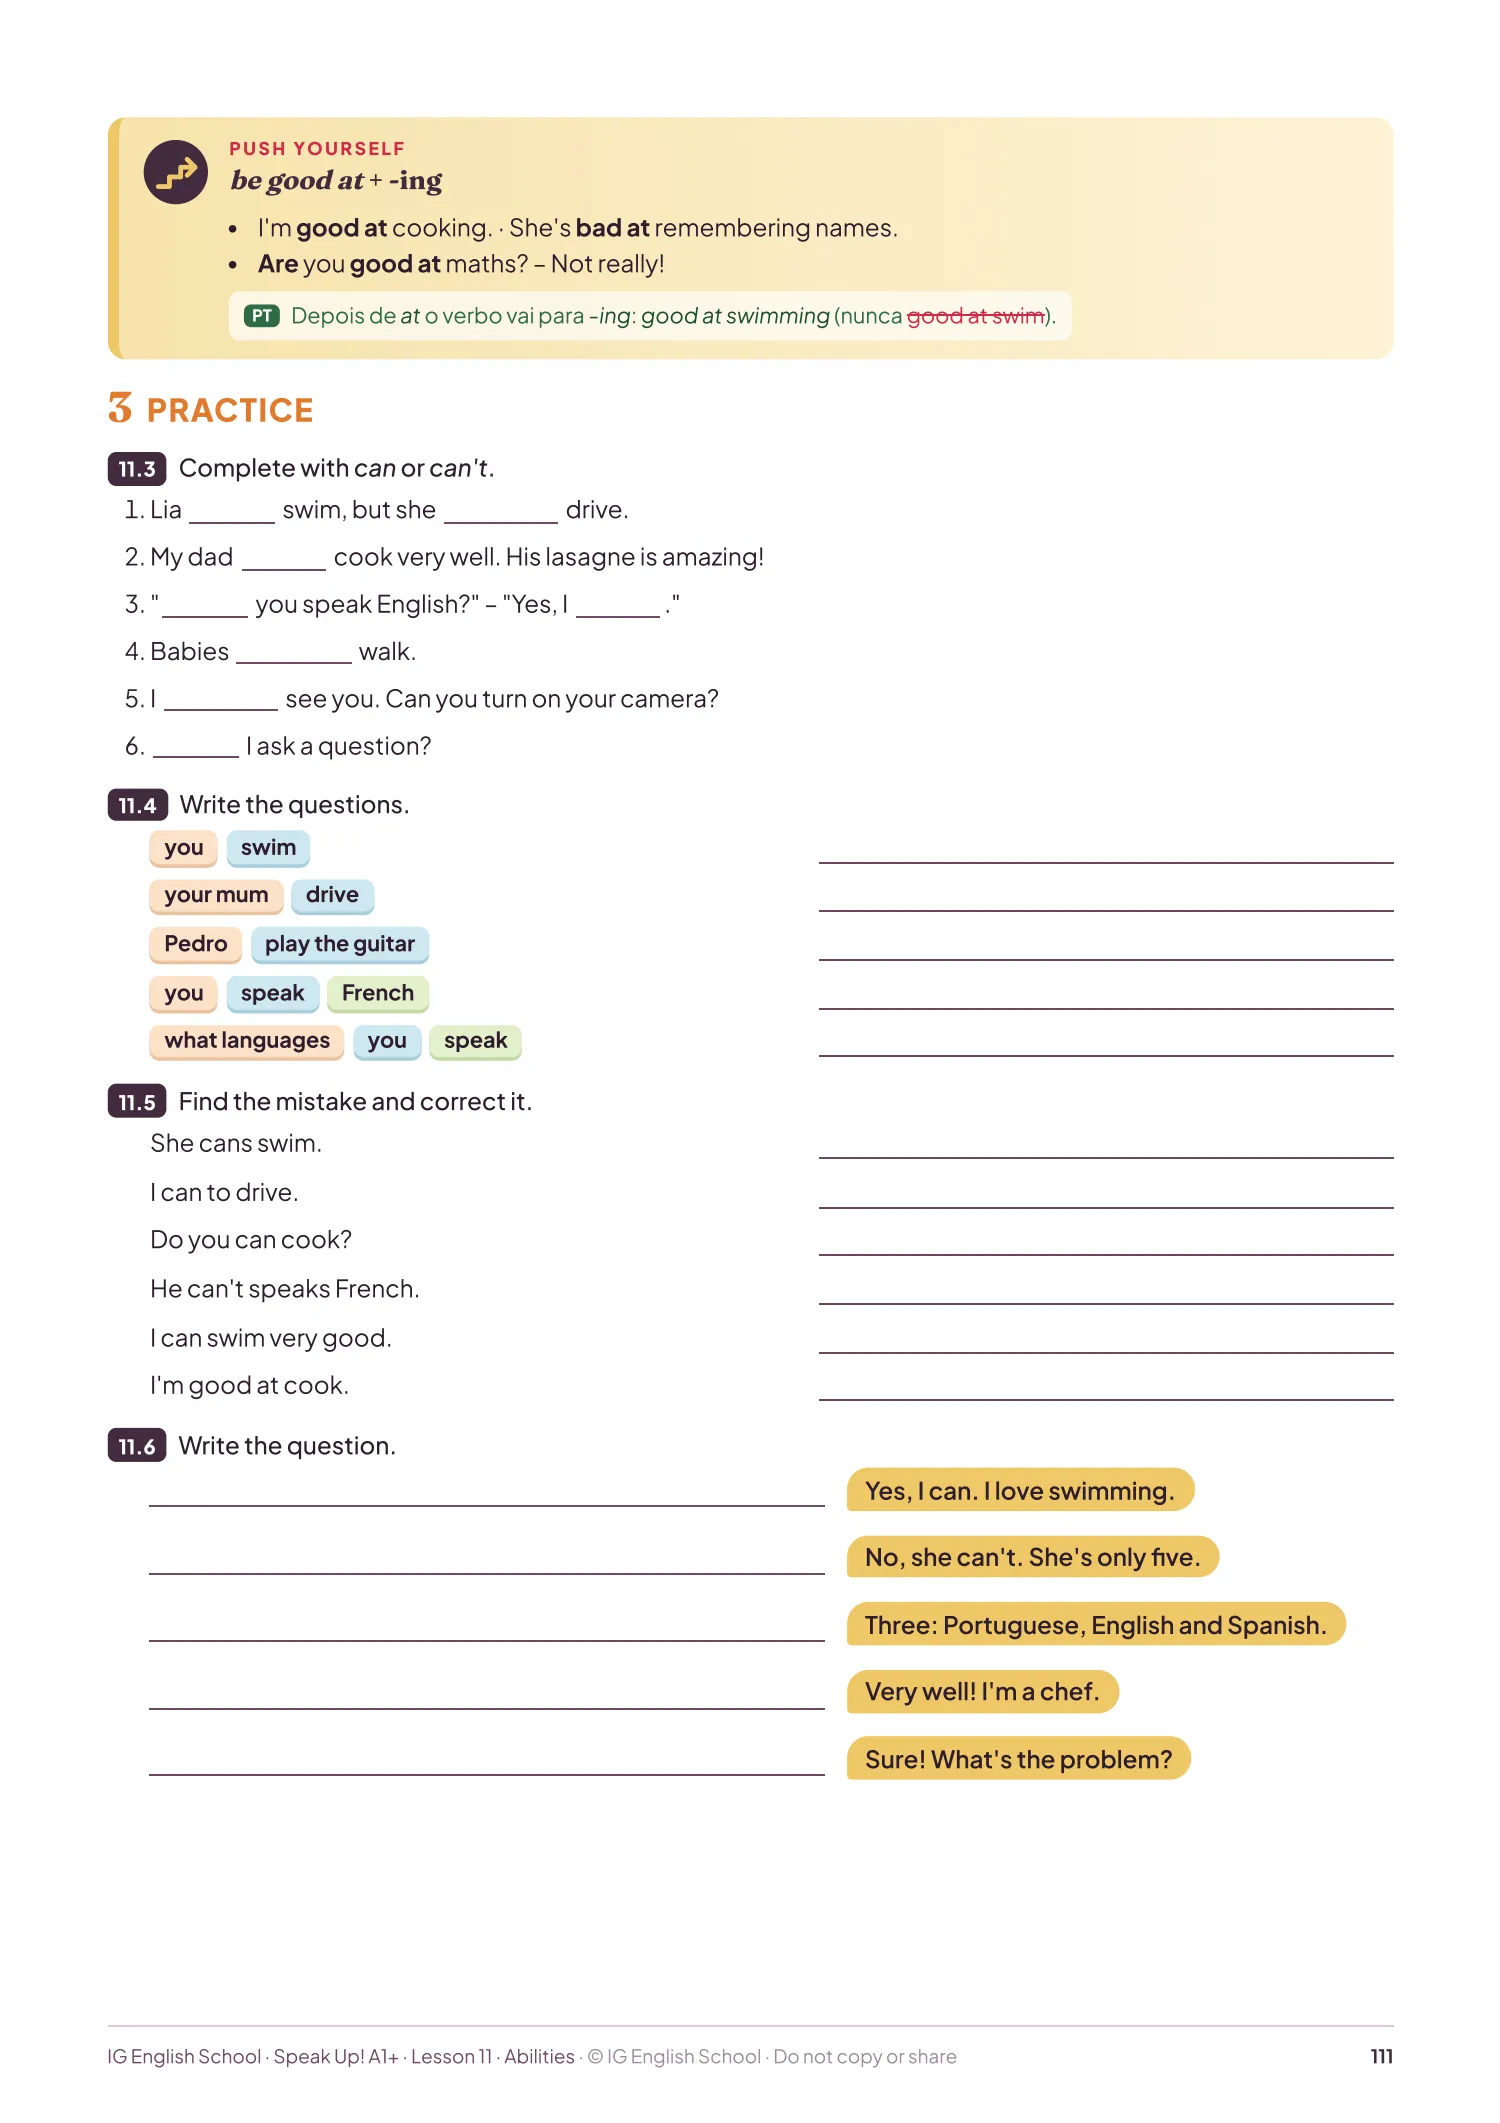 PUSH YOURSELF
be good at + -ing
• I'm good at cooking. · She's bad at remembering names.
• Are you good at maths? – Not really!
PT Depois de at o verbo vai para -ing: good at swimming (nunca good at swim).
3 PRACTICE
11.3 Complete with can or can't.
1. Lia ______ swim, but she ________ drive.
2. My dad ______ cook very well. His lasagne is amazing!
3. "______ you speak English?" – "Yes, I ______."
4. Babies ________ walk.
5. I ________ see you. Can you turn on your camera?
6. ______ I ask a question?
11.4 Write the questions.
you swim
your mum drive
Pedro play the guitar
you speak French
what languages you speak
11.5 Find the mistake and correct it.
She cans swim.
I can to drive.
Do you can cook?
He can't speaks French.
I can swim very good.
I'm good at cook.
11.6 Write the question.
Yes, I can. I love swimming.
No, she can't. She's only five.
Three: Portuguese, English and Spanish.
Very well! I'm a chef.
Sure! What's the problem?
IG English School · Speak Up! A1+ · Lesson 11 · Abilities · © IG English School · Do not copy or share 111